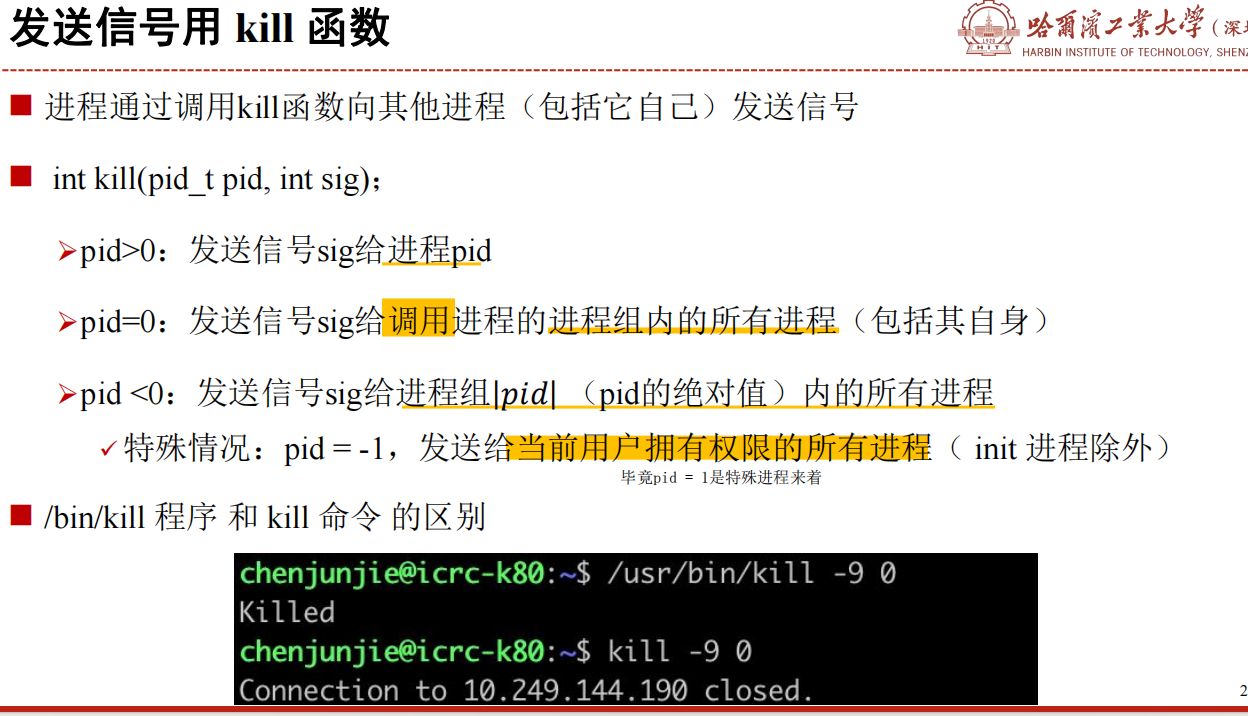 发送信号用 kill 函数
哈尔滨工业大学（深
HARBIN INSTITUTE OF TECHNOLOGY, SHEN
HIT
1920
进程通过调用kill函数向其他进程（包括它自己）发送信号
int kill(pid_t pid, int sig);
pid>0：发送信号sig给进程pid
pid=0：发送信号sig给调用进程的进程组内的所有进程（包括其自身）
pid <0：发送信号sig给进程组|pid|（pid的绝对值）内的所有进程
✓特殊情况：pid = -1，发送给当前用户拥有权限的所有进程（ init 进程除外）
毕竟pid = 1是特殊进程来着
/bin/kill 程序 和 kill 命令 的区别
chenjunjie@icrc-k80:~$ /usr/bin/kill -9 0
Killed
chenjunjie@icrc-k80:~$ kill -9 0
Connection to 10.249.144.190 closed.
2